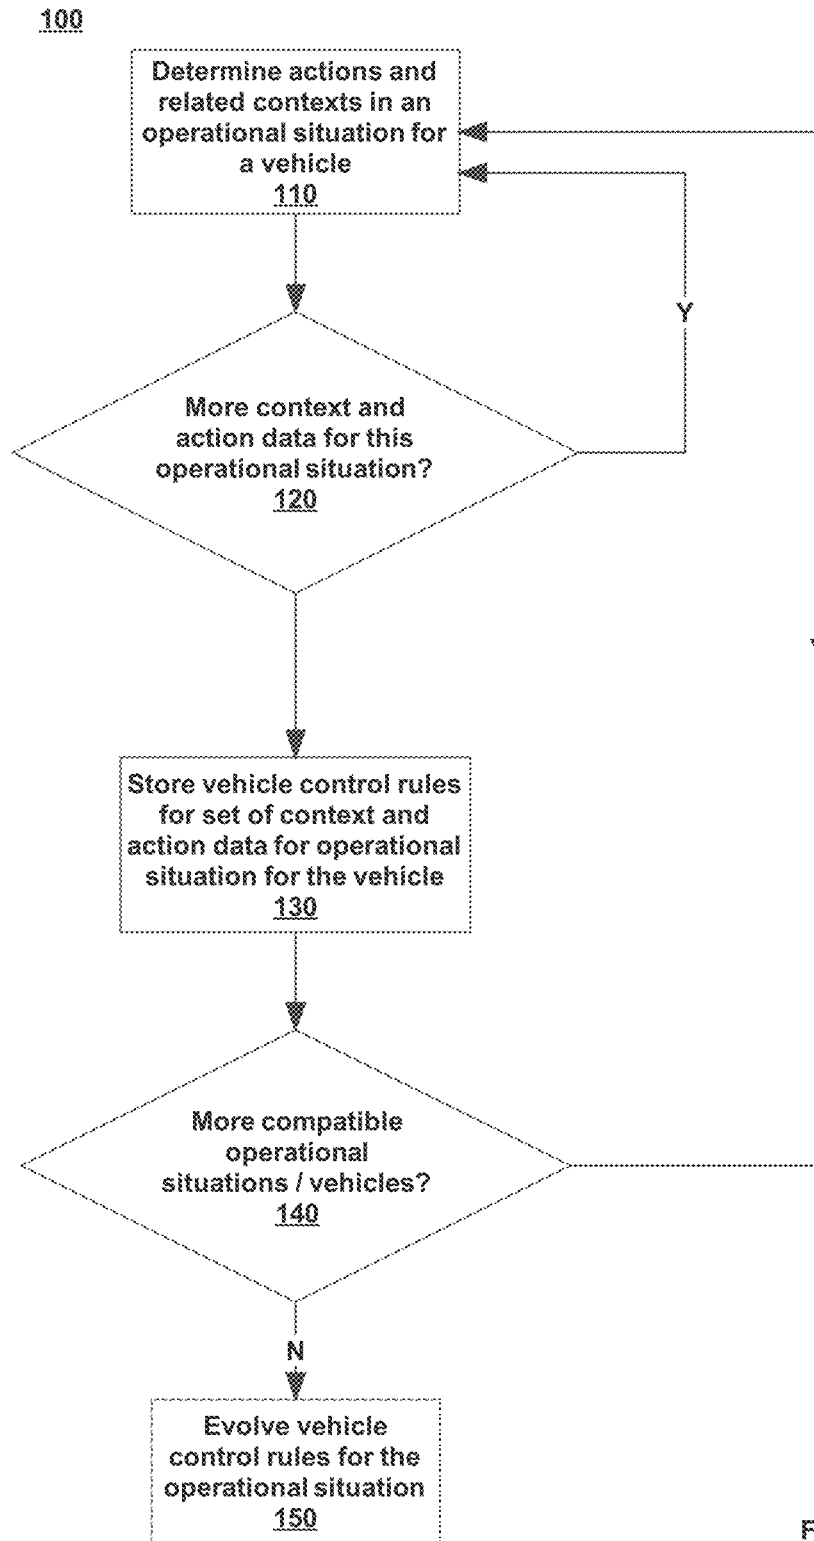 100
Determine actions and
related contexts in an
operational situation for
a vehicle
110
Y
More context and
action data for this
operational situation?
120
Store vehicle control rules
for set of context and
action data for operational
situation for the vehicle
130
More compatible
operational
situations / vehicles?
140
N
Evolve vehicle
control rules for the
operational situation
150
F